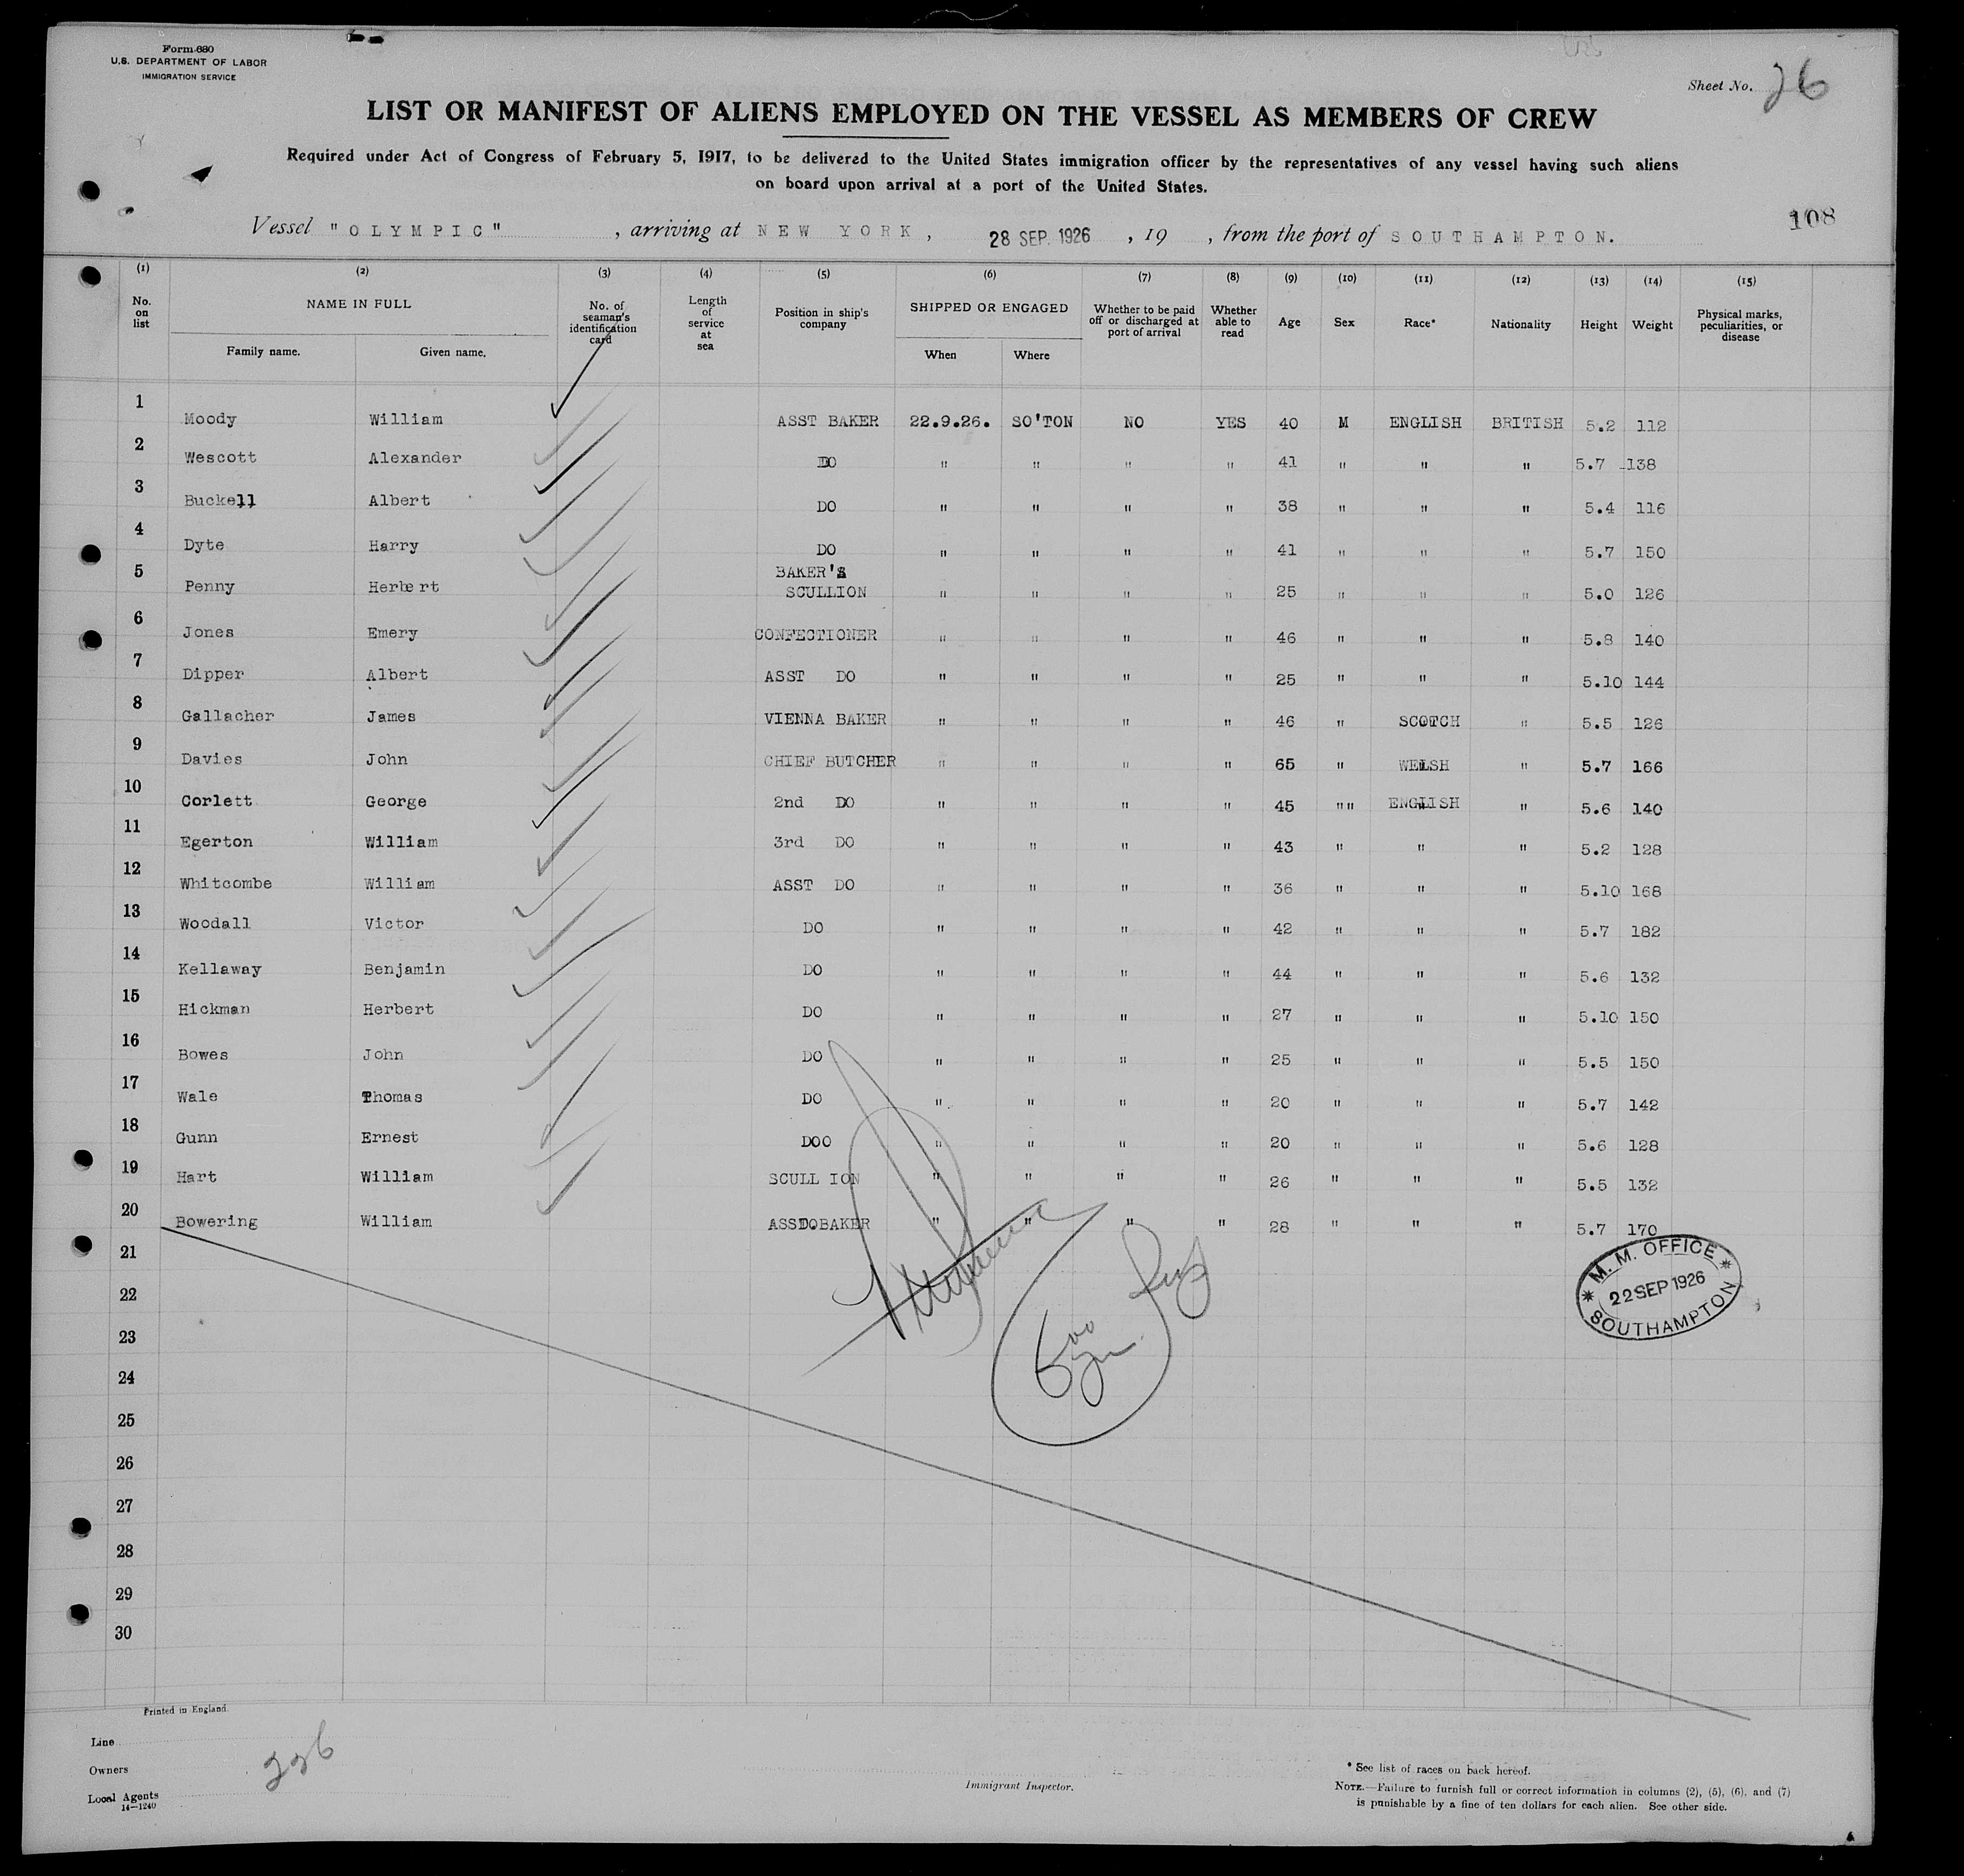 Form 680
U.S. DEPARTMENT OF LABOR
IMMIGRATION SERVICE
Sheet No. 26
LIST OR MANIFEST OF ALIENS EMPLOYED ON THE VESSEL AS MEMBERS OF CREW
Required under Act of Congress of February 5, 1917, to be delivered to the United States immigration officer by the representatives of any vessel having such aliens
on board upon arrival at a port of the United States.
108
Vessel "OLYMPIC", arriving at NEW YORK, 28 SEP. 1926, 19 , from the port of SOUTHAMPTON.
(1) (2) (3) (4) (5) (6) (7) (8) (9) (10) (11) (12) (13) (14) (15)
No. on list NAME IN FULL No. of seaman's identification card Length of service at sea Position in ship's company SHIPPED OR ENGAGED Whether to be paid off or discharged at port of arrival Whether able to read Age Sex Race* Nationality Height Weight Physical marks, peculiarities, or disease
Family name. Given name. When Where
1 Moody William ASST BAKER 22.9.26. SO'TON NO YES 40 M ENGLISH BRITISH 5.2 112
2 Wescott Alexander DO " " " " 41 " " " 5.7 138
3 Buckell Albert DO " " " " 38 " " " 5.4 116
4 Dyte Harry DO " " " " 41 " " " 5.7 150
5 Penny Herbert BAKER'S SCULLION " " " " 25 " " " 5.0 126
6 Jones Emery CONFECTIONER " " " " 46 " " " 5.8 140
7 Dipper Albert ASST DO " " " " 25 " " " 5.10 144
8 Gallacher James VIENNA BAKER " " " " 46 " SCOTCH " 5.5 126
9 Davies John CHIEF BUTCHER " " " " 65 " WELSH " 5.7 166
10 Corlett George 2nd DO " " " " 45 "" ENGLISH " 5.6 140
11 Egerton William 3rd DO " " " " 43 " " " 5.2 128
12 Whitcombe William ASST DO " " " " 36 " " " 5.10 168
13 Woodall Victor DO " " " " 42 " " " 5.7 182
14 Kellaway Benjamin DO " " " " 44 " " " 5.6 132
15 Hickman Herbert DO " " " " 27 " " " 5.10 150
16 Bowes John DO " " " " 25 " " " 5.5 150
17 Wale Thomas DO " " " " 20 " " " 5.7 142
18 Gunn Ernest DOO " " " " 20 " " " 5.6 128
19 Hart William SCULL ION " " " " 26 " " " 5.5 132
20 Bowering William ASST BAKER " " " " 28 " " " 5.7 170
21
22
23
24
25
26
27
28
29
30
M. M. OFFICE
22 SEP 1926
SOUTHAMPTON
Printed in England.
Line
Owners
Local Agents
14—1240
226
Immigrant Inspector.
* See list of races on back hereof.
NOTE.—Failure to furnish full or correct information in columns (2), (5), (6), and (7)
is punishable by a fine of ten dollars for each alien. See other side.